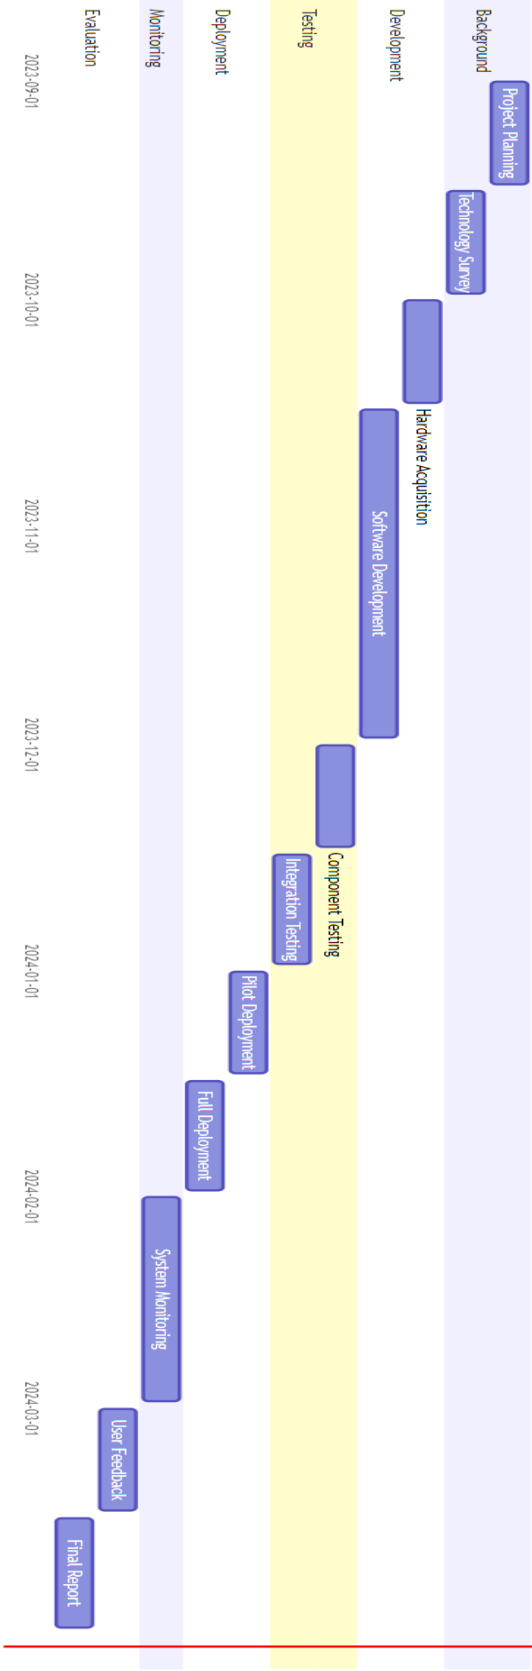 Project Planning
Background
Technology Survey
Hardware Acquisition
Development
Software Development
Component Testing
Testing
Integration Testing
Pilot Deployment
Deployment
Full Deployment
Monitoring
System Monitoring
User Feedback
Evaluation
Final Report
2023-09-01
2023-10-01
2023-11-01
2023-12-01
2024-01-01
2024-02-01
2024-03-01